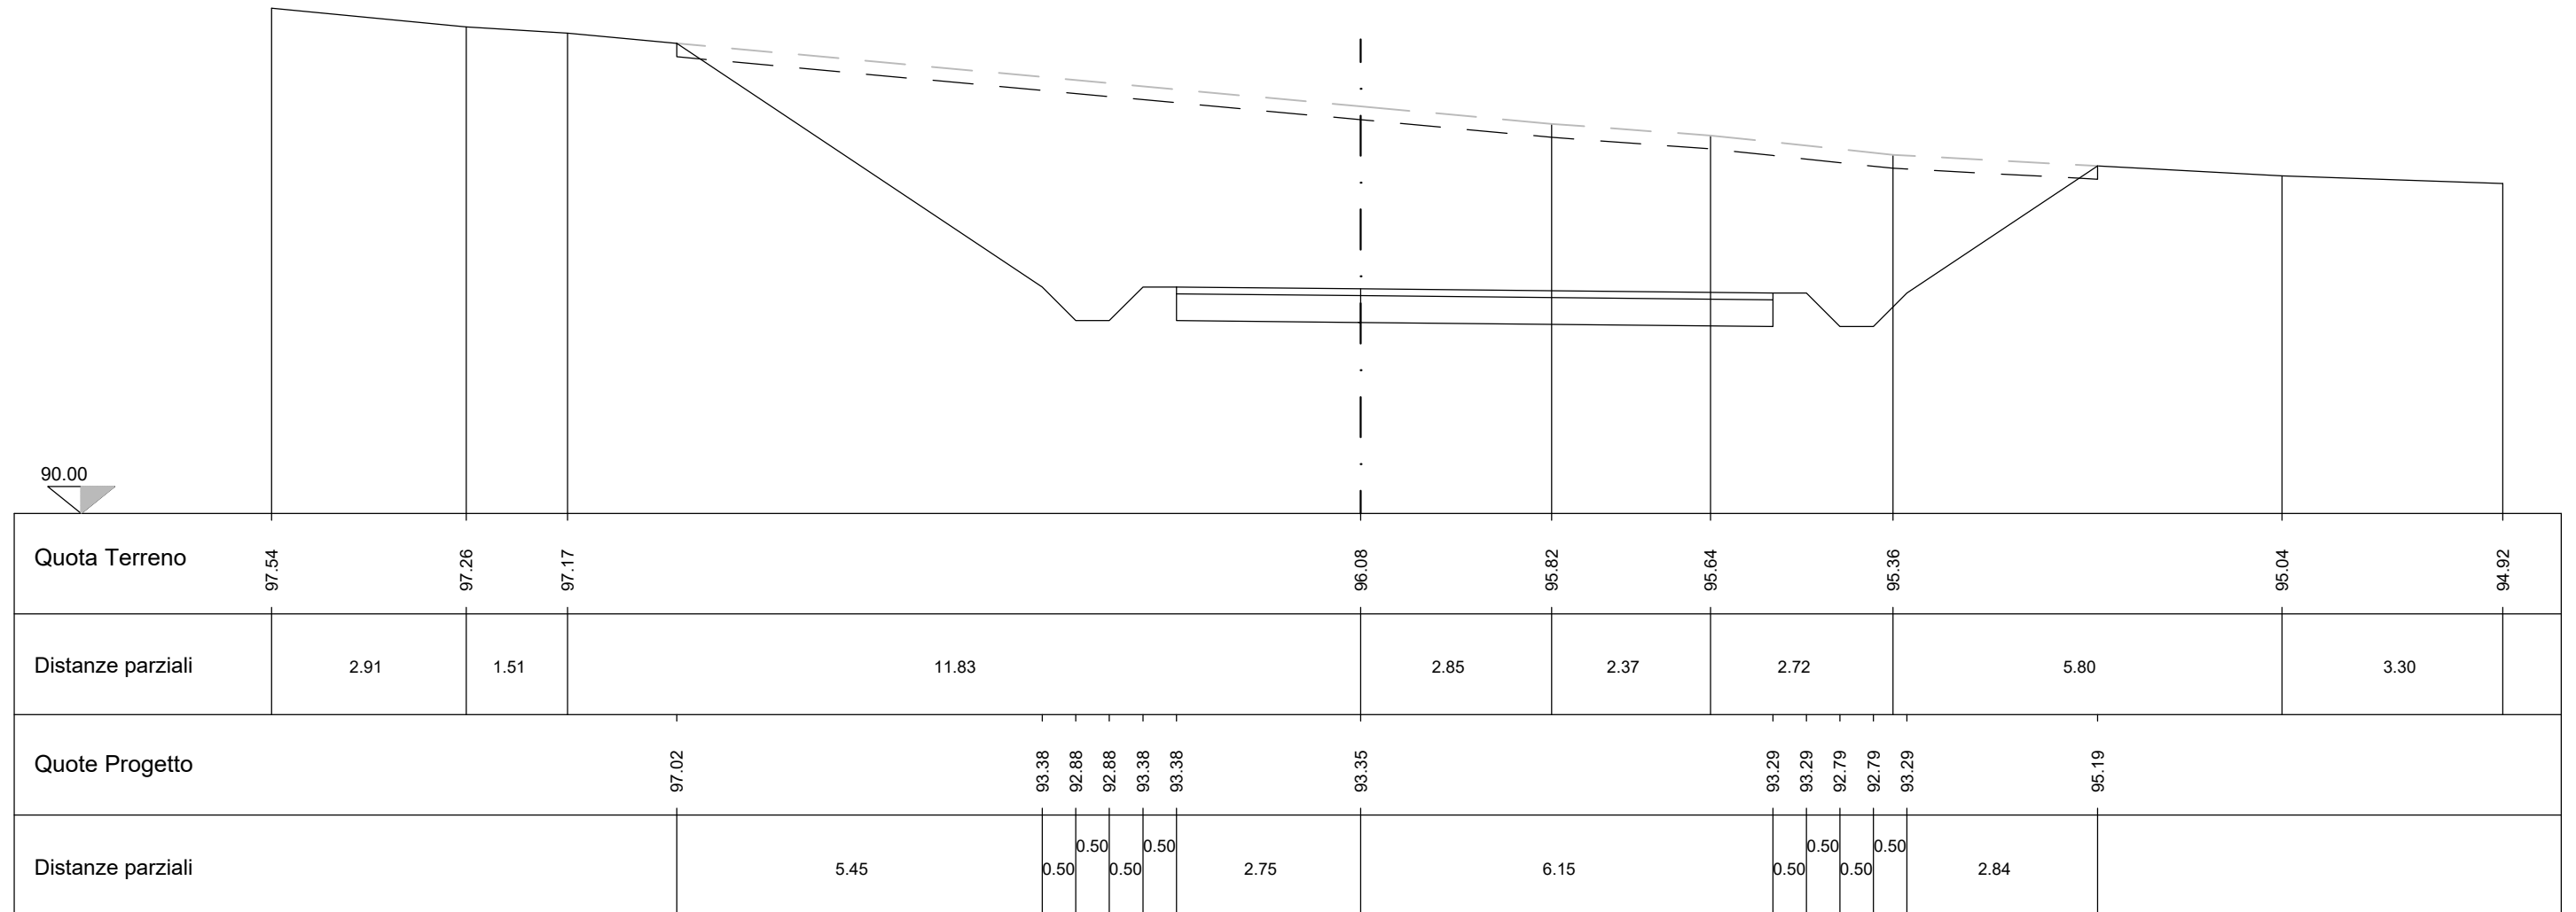 90.00
Quota Terreno 97.54 97.26 97.17 96.08 95.82 95.64 95.36 95.04 94.92
Distanze parziali 2.91 1.51 11.83 2.85 2.37 2.72 5.80 3.30
Quote Progetto 97.02 93.38 92.88 92.88 93.38 93.38 93.35 93.29 93.29 92.79 92.79 93.29 95.19
Distanze parziali 5.45 0.50 0.50 0.50 0.50 2.75 6.15 0.50 0.50 0.50 0.50 2.84